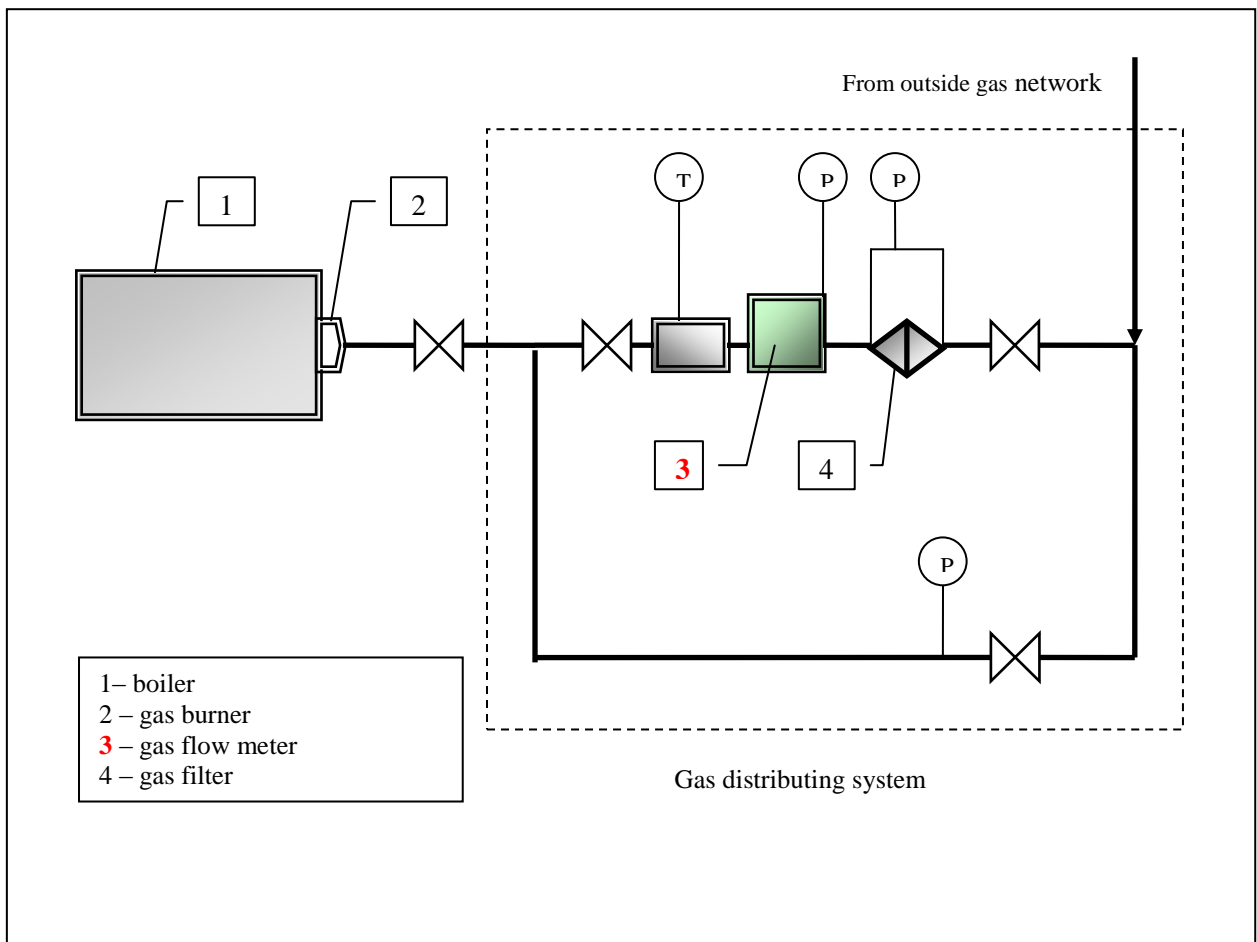 From outside gas network
T
P
P
1
2
3
4
P
1– boiler
2 – gas burner
3 – gas flow meter
4 – gas filter
Gas distributing system